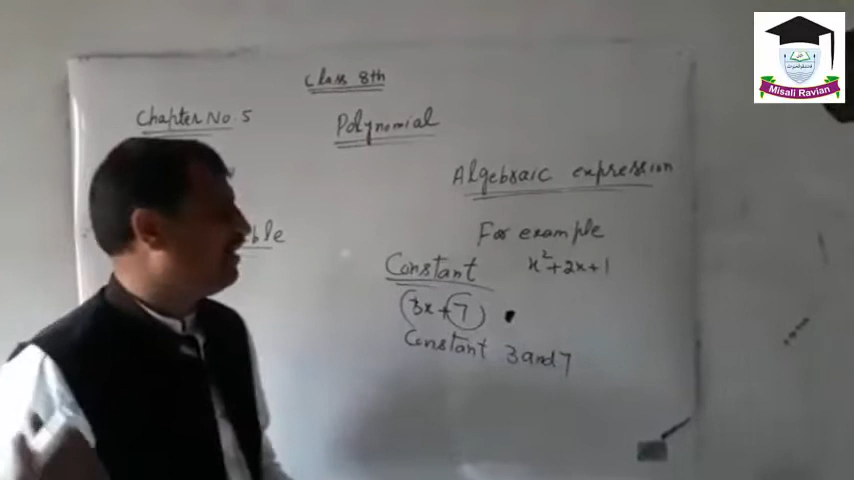 Class 8th
Chapter No. 5
Polynomial
Algebraic expression
For example
x²+2x+1
Constant
(3x+7)
Constant 3 and 7
Misali Ravian